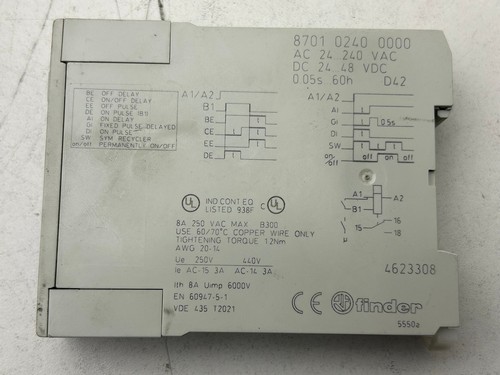 8701 0240 0000
AC 24...240 VAC
DC 24...48 VDC
0.05s...60h D42
BE OFF DELAY
CE ON/OFF DELAY
EE OFF PULSE
DE ON PULSE (B1)
AI ON DELAY
GI FIXED PULSE DELAYED
DI ON PULSE
SW SYM RECYCLER
on/off PERMANENTLY ON/OFF
A1/A2
B1
BE
CE
EE
DE
A1/A2
AI
GI 0.5s
DI
SW
on/off on off on
A1 A2
B1
15 16
18
IND.CONT.EQ
LISTED 938F
8A 250 VAC MAX B300
USE 60/70°C COPPER WIRE ONLY
TIGHTENING TORQUE 1.2Nm
AWG 20-14
Ue 250V 440V
Ie AC-15 3A AC-14 3A
Ith 8A Uimp 6000V
EN 60947-5-1
VDE 435 T2021
4623308
CE finder
5550a